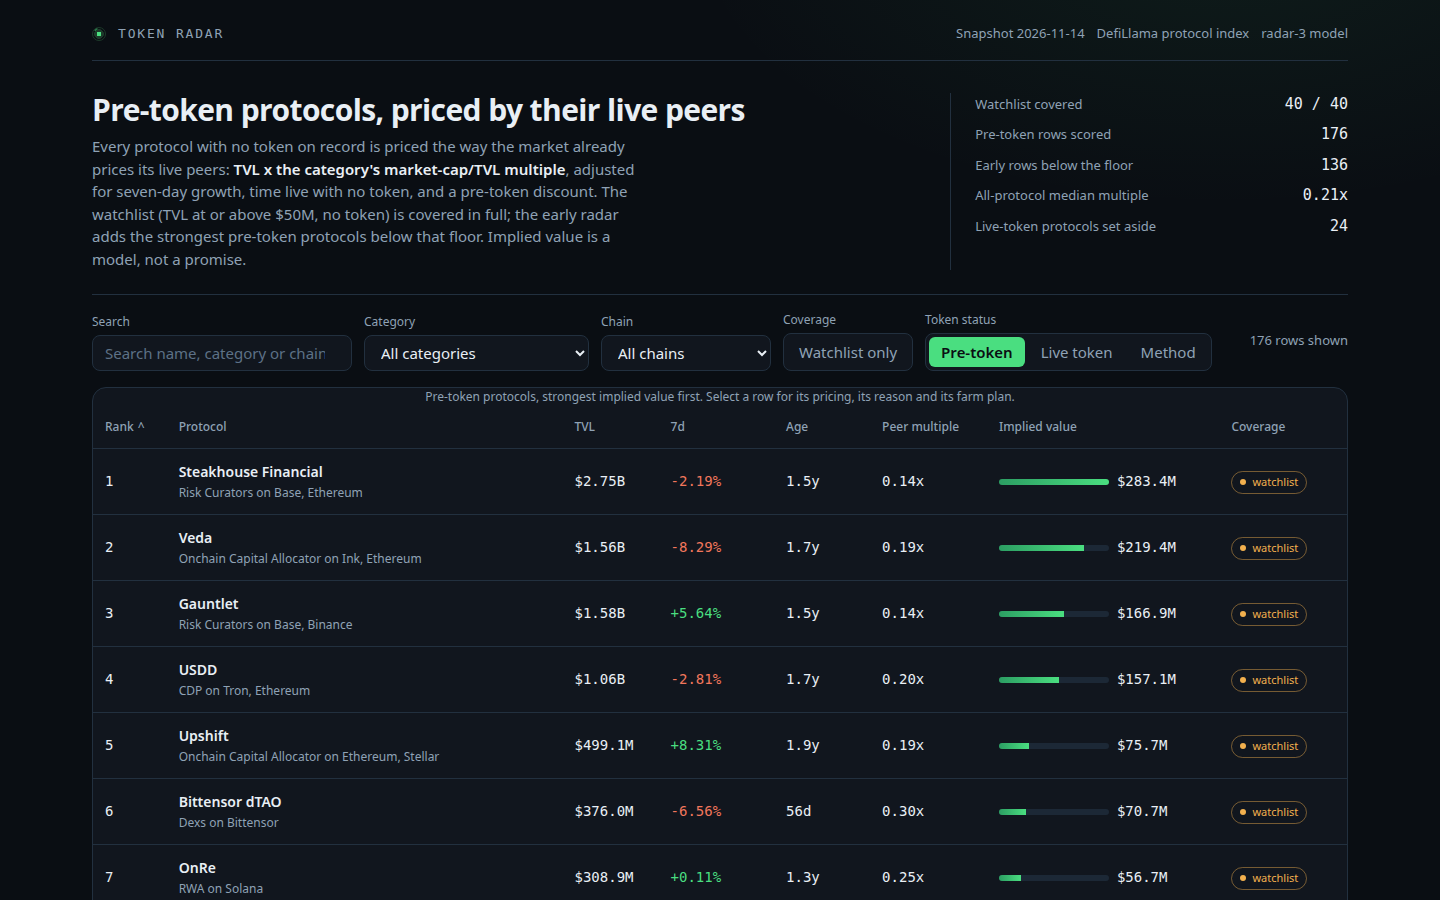 TOKEN RADAR
Snapshot 2026-11-14 DefiLlama protocol index radar-3 model
Pre-token protocols, priced by their live peers
Every protocol with no token on record is priced the way the market already
prices its live peers: TVL x the category's market-cap/TVL multiple, adjusted
for seven-day growth, time live with no token, and a pre-token discount. The
watchlist (TVL at or above $50M, no token) is covered in full; the early radar
adds the strongest pre-token protocols below that floor. Implied value is a
model, not a promise.
Watchlist covered 40 / 40
Pre-token rows scored 176
Early rows below the floor 136
All-protocol median multiple 0.21x
Live-token protocols set aside 24
Search Category Chain Coverage Token status
Search name, category or chain All categories All chains Watchlist only Pre-token Live token Method 176 rows shown
Pre-token protocols, strongest implied value first. Select a row for its pricing, its reason and its farm plan.
Rank ^ Protocol TVL 7d Age Peer multiple Implied value Coverage
1 Steakhouse Financial $2.75B -2.19% 1.5y 0.14x $283.4M watchlist
Risk Curators on Base, Ethereum
2 Veda $1.56B -8.29% 1.7y 0.19x $219.4M watchlist
Onchain Capital Allocator on Ink, Ethereum
3 Gauntlet $1.58B +5.64% 1.5y 0.14x $166.9M watchlist
Risk Curators on Base, Binance
4 USDD $1.06B -2.81% 1.7y 0.20x $157.1M watchlist
CDP on Tron, Ethereum
5 Upshift $499.1M +8.31% 1.9y 0.19x $75.7M watchlist
Onchain Capital Allocator on Ethereum, Stellar
6 Bittensor dTAO $376.0M -6.56% 56d 0.30x $70.7M watchlist
Dexs on Bittensor
7 OnRe $308.9M +0.11% 1.3y 0.25x $56.7M watchlist
RWA on Solana